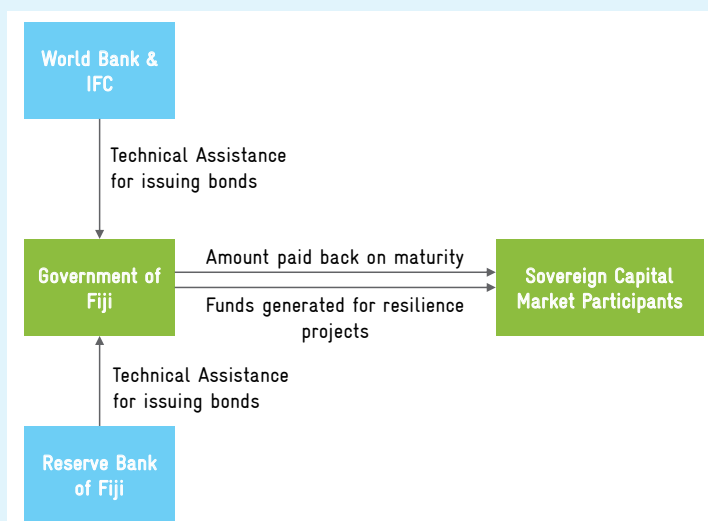 World Bank &
IFC
Technical Assistance
for issuing bonds
Government of
Fiji
Amount paid back on maturity
Funds generated for resilience
projects
Sovereign Capital
Market Participants
Technical Assistance
for issuing bonds
Reserve Bank
of Fiji